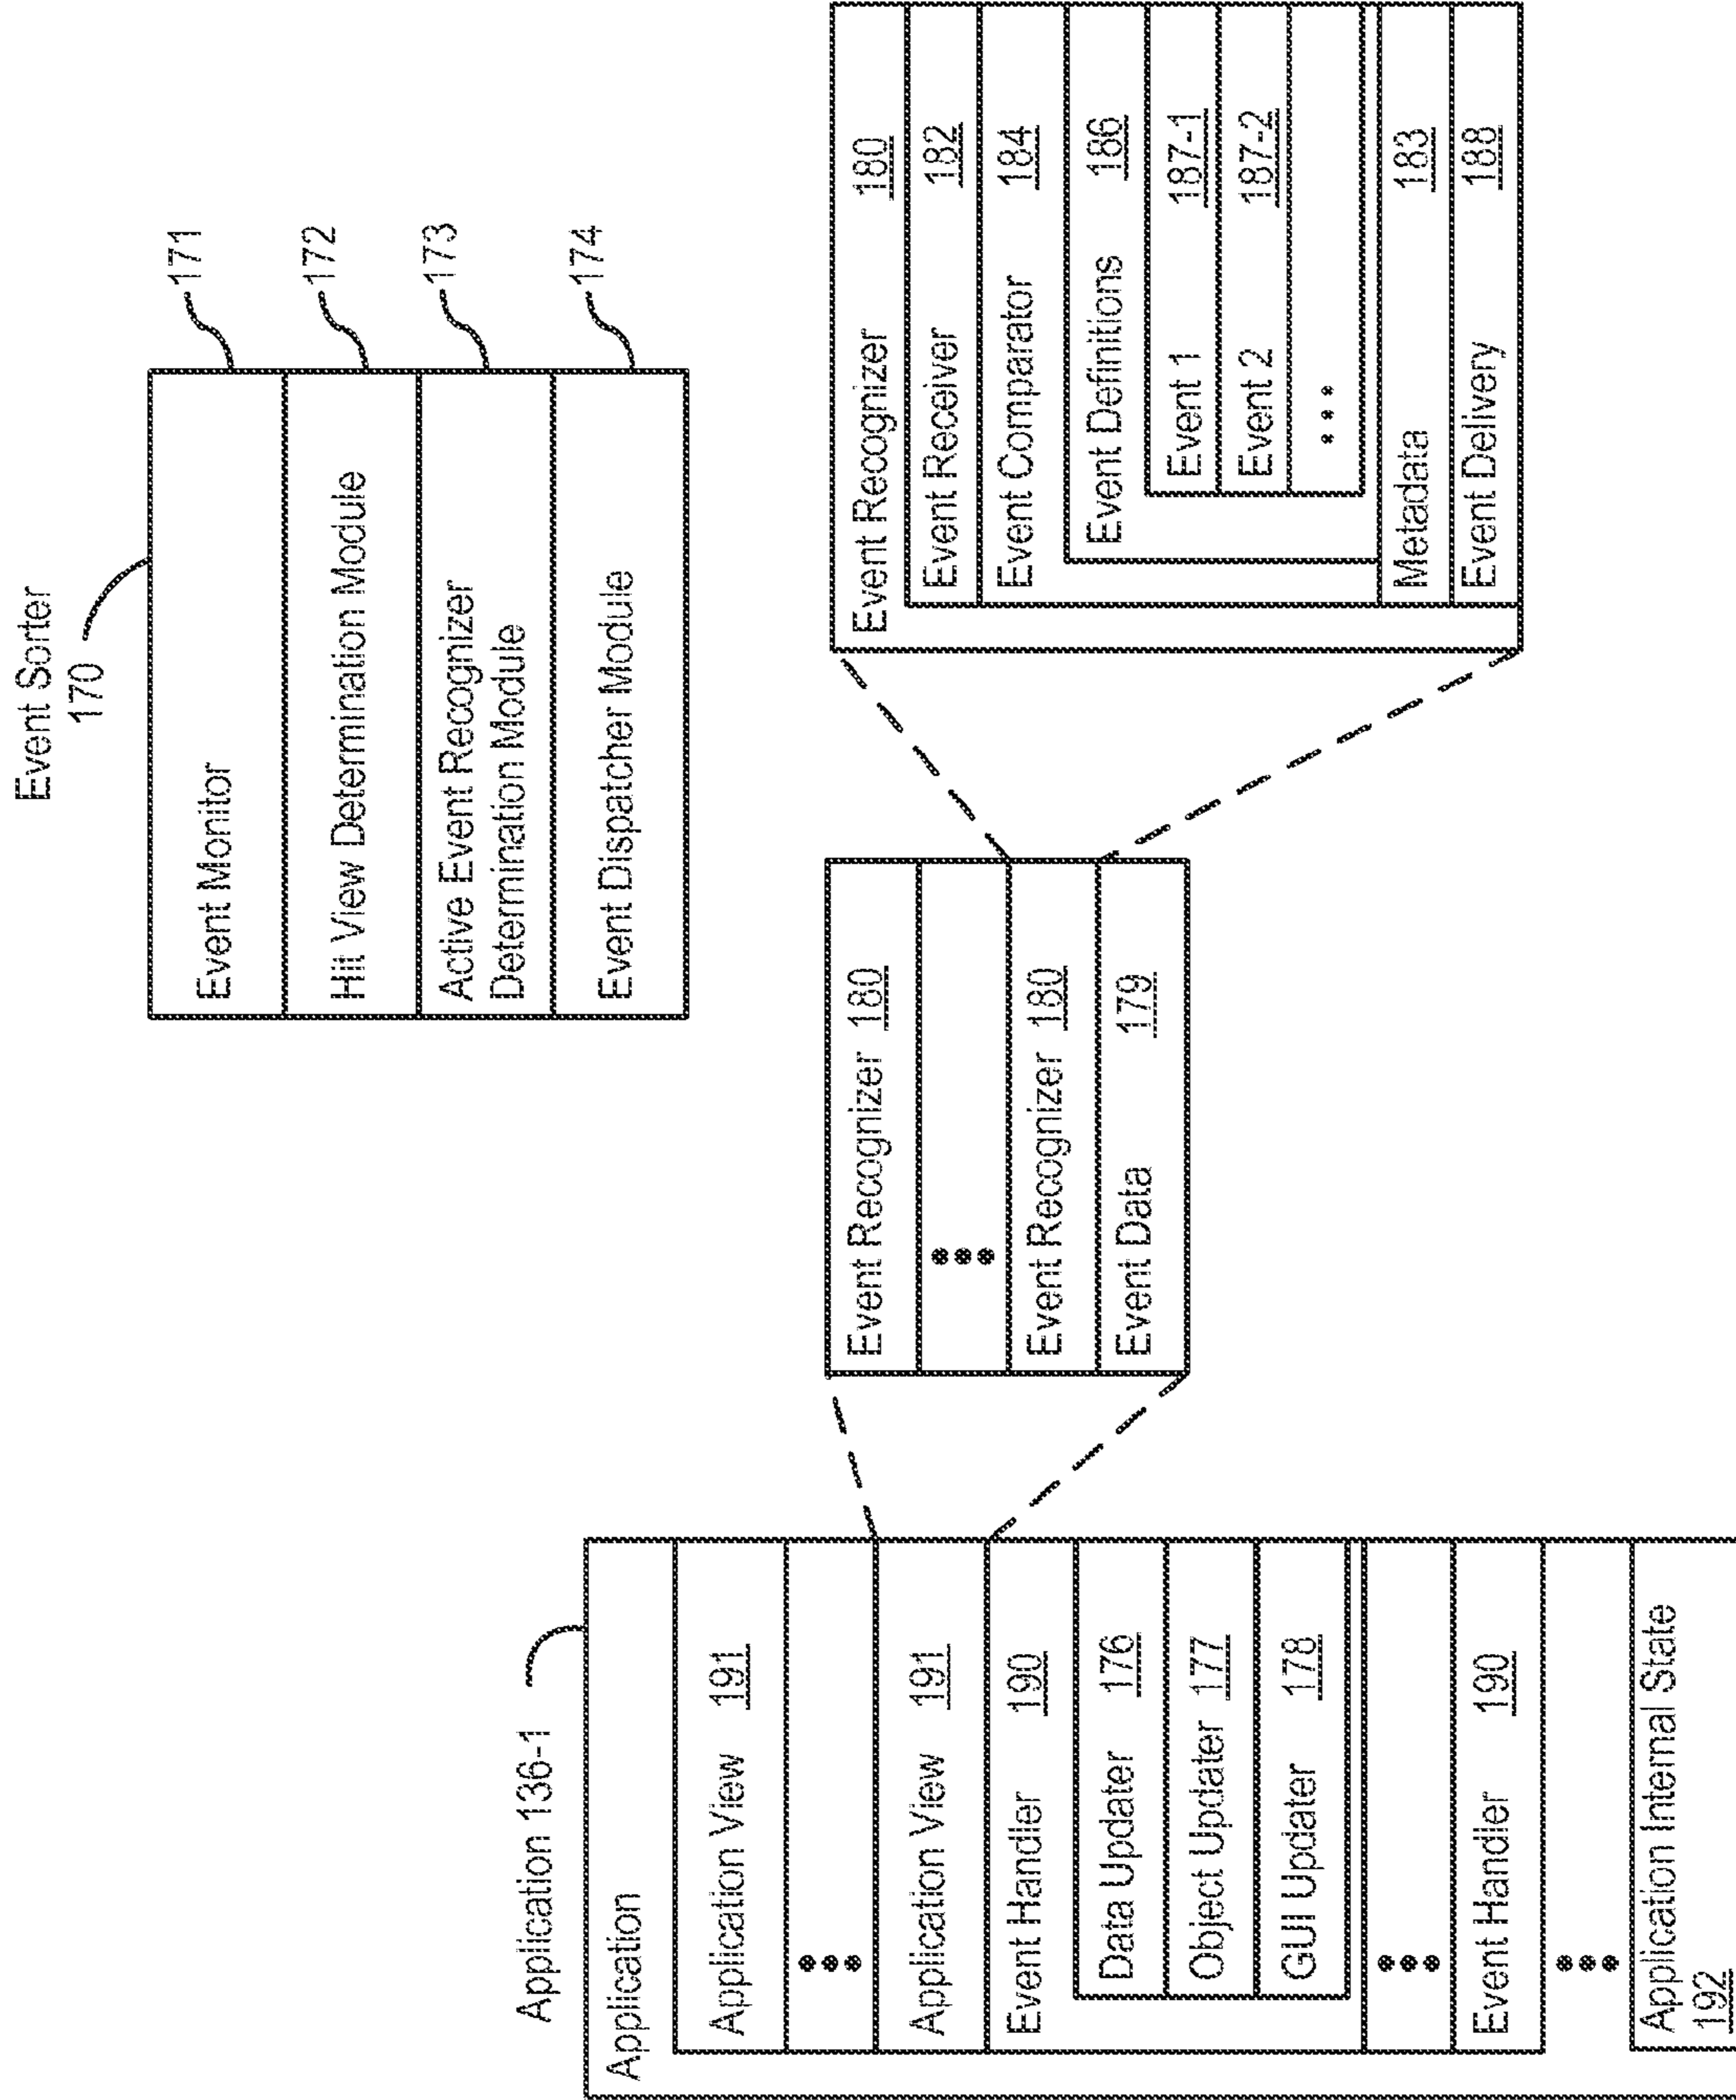 Event Sorter
170
Event Monitor
171
Hit View Determination Module
172
Active Event Recognizer
Determination Module
173
Event Dispatcher Module
174
Application 136-1
Application
Application View 191
Application View 191
Event Handler 190
Data Updater 176
Object Updater 177
GUI Updater 178
Event Handler 190
Application Internal State
192
Event Recognizer 180
Event Recognizer 180
Event Data 179
Event Recognizer 180
Event Receiver 182
Event Comparator 184
Event Definitions 186
Event 1 187-1
Event 2 187-2
Metadata 183
Event Delivery 188